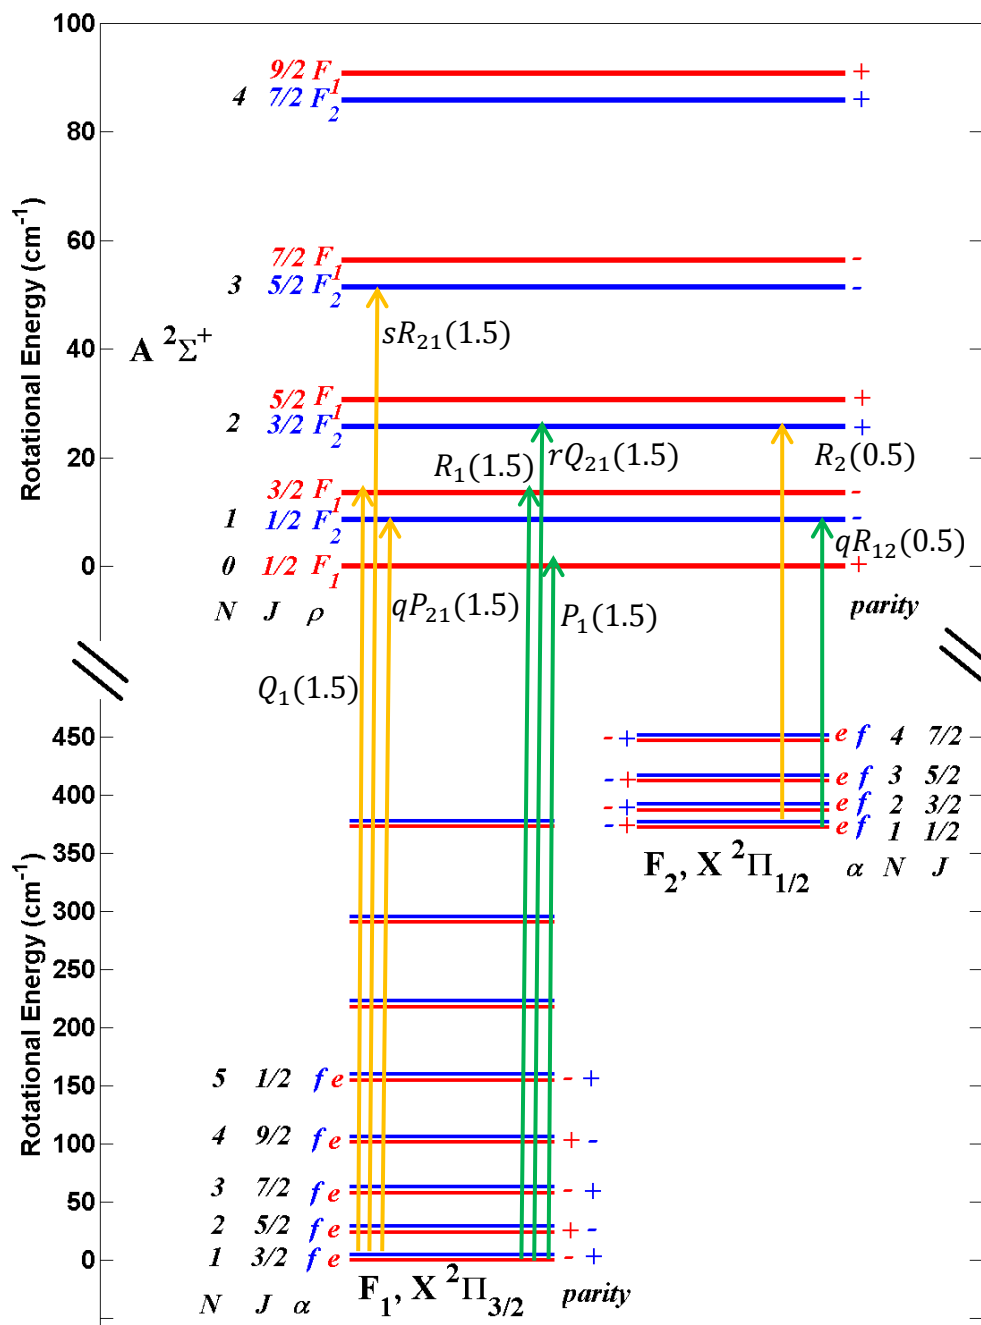 100
9/2 F1 +
4 7/2 F2 +
80
60
7/2 F1 -
3 5/2 F2 -
sR21(1.5)
A ²Σ⁺
40
5/2 F1 +
2 3/2 F2 +
R1(1.5) rQ21(1.5) R2(0.5)
20
3/2 F1 -
1 1/2 F2 -
qR12(0.5)
0 0 1/2 F1 +
N J ρ qP21(1.5) P1(1.5) parity
Q1(1.5)
Rotational Energy (cm⁻¹)
450 - + e f 4 7/2
400 - + e f 3 5/2
- + e f 2 3/2
- + e f 1 1/2
350
F2, X ²Π1/2 α N J
300
250
200
150 5 1/2 f e - +
100 4 9/2 f e + -
50 3 7/2 f e - +
2 5/2 f e + -
0 1 3/2 f e - +
N J α F1, X ²Π3/2 parity
Rotational Energy (cm⁻¹)